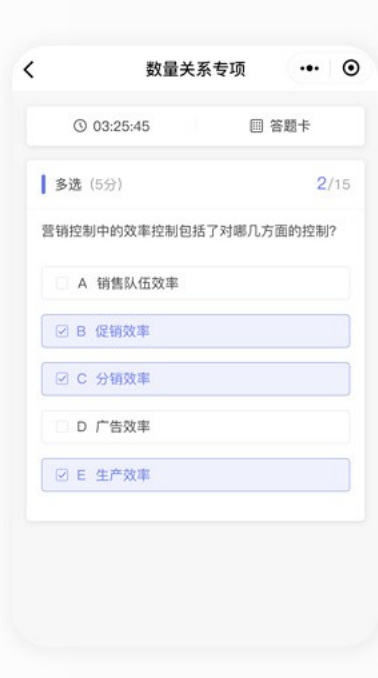 数量关系专项
03:25:45 答题卡
多选（5分） 2/15
营销控制中的效率控制包括了对哪几方面的控制?
A 销售队伍效率
B 促销效率
C 分销效率
D 广告效率
E 生产效率